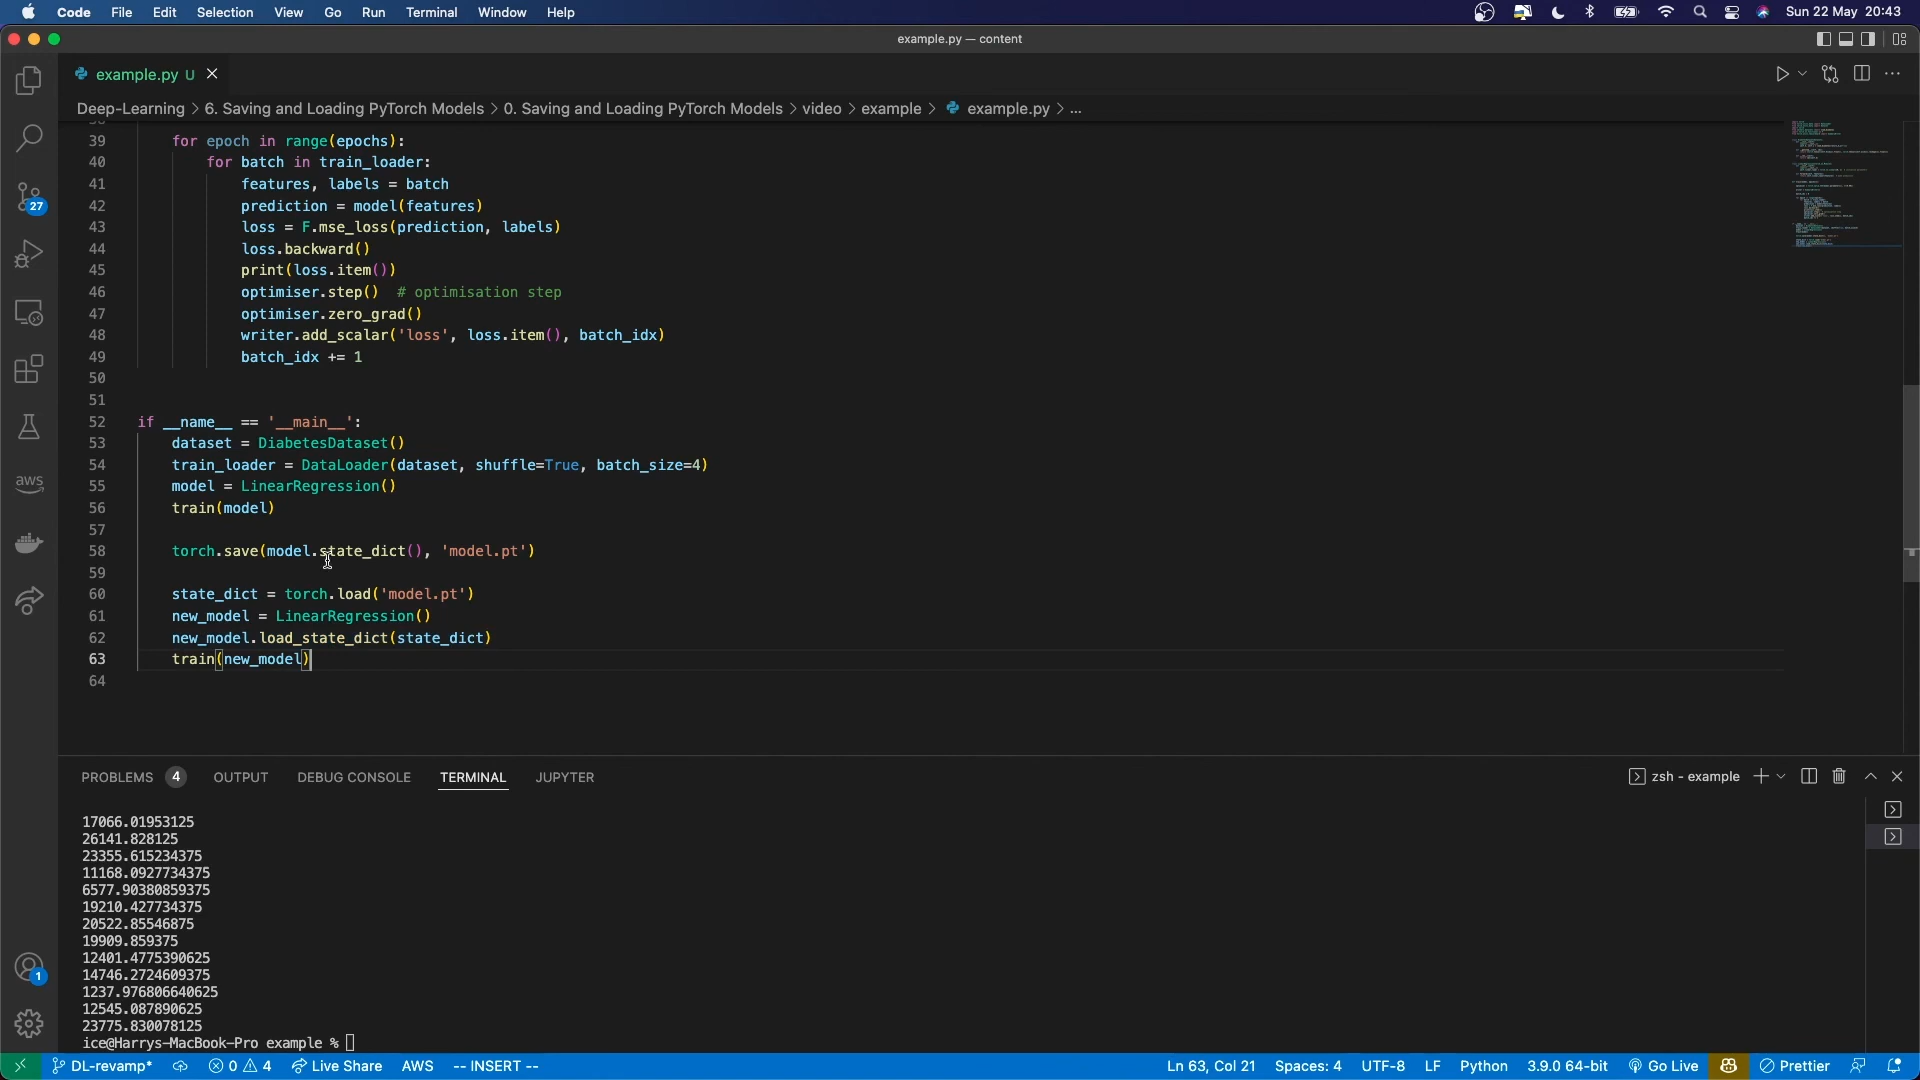 Code File Edit Selection View Go Run Terminal Window Help Sun 22 May 20:43
example.py — content
example.py U
Deep-Learning > 6. Saving and Loading PyTorch Models > 0. Saving and Loading PyTorch Models > video > example > example.py > ...
39 for epoch in range(epochs):
40 for batch in train_loader:
41 features, labels = batch
42 prediction = model(features)
43 loss = F.mse_loss(prediction, labels)
44 loss.backward()
45 print(loss.item())
46 optimiser.step() # optimisation step
47 optimiser.zero_grad()
48 writer.add_scalar('loss', loss.item(), batch_idx)
49 batch_idx += 1
50
51
52 if __name__ == '__main__':
53 dataset = DiabetesDataset()
54 train_loader = DataLoader(dataset, shuffle=True, batch_size=4)
55 model = LinearRegression()
56 train(model)
57
58 torch.save(model.state_dict(), 'model.pt')
59
60 state_dict = torch.load('model.pt')
61 new_model = LinearRegression()
62 new_model.load_state_dict(state_dict)
63 train(new_model)
64
27
aws
1
PROBLEMS 4 OUTPUT DEBUG CONSOLE TERMINAL JUPYTER zsh - example
17066.01953125
26141.828125
23355.615234375
11168.0927734375
6577.90380859375
19210.427734375
20522.85546875
19909.859375
12401.4775390625
14746.2724609375
1237.976806640625
12545.087890625
23775.830078125
ice@Harrys-MacBook-Pro example %
DL-revamp* 0 4 Live Share AWS -- INSERT -- Ln 63, Col 21 Spaces: 4 UTF-8 LF Python 3.9.0 64-bit Go Live Prettier